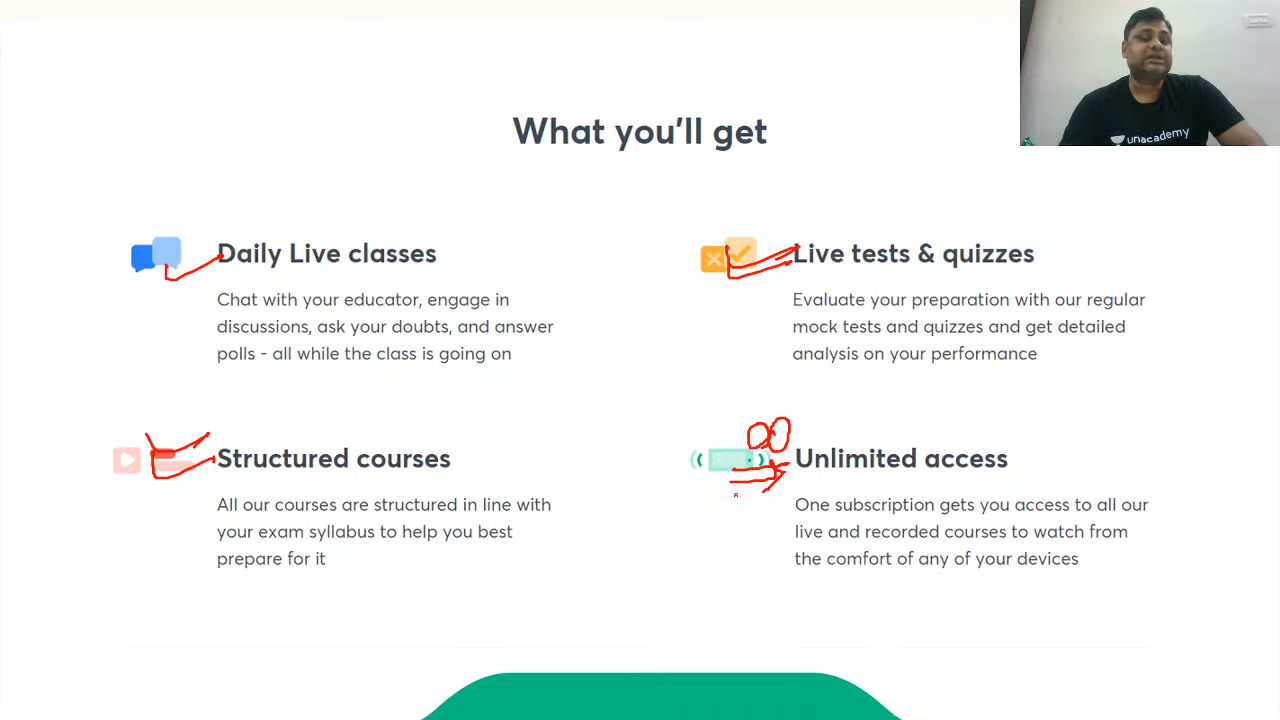 What you'll get
unacademy
Daily Live classes
Chat with your educator, engage in
discussions, ask your doubts, and answer
polls - all while the class is going on
Live tests & quizzes
Evaluate your preparation with our regular
mock tests and quizzes and get detailed
analysis on your performance
Structured courses
All our courses are structured in line with
your exam syllabus to help you best
prepare for it
Unlimited access
One subscription gets you access to all our
live and recorded courses to watch from
the comfort of any of your devices